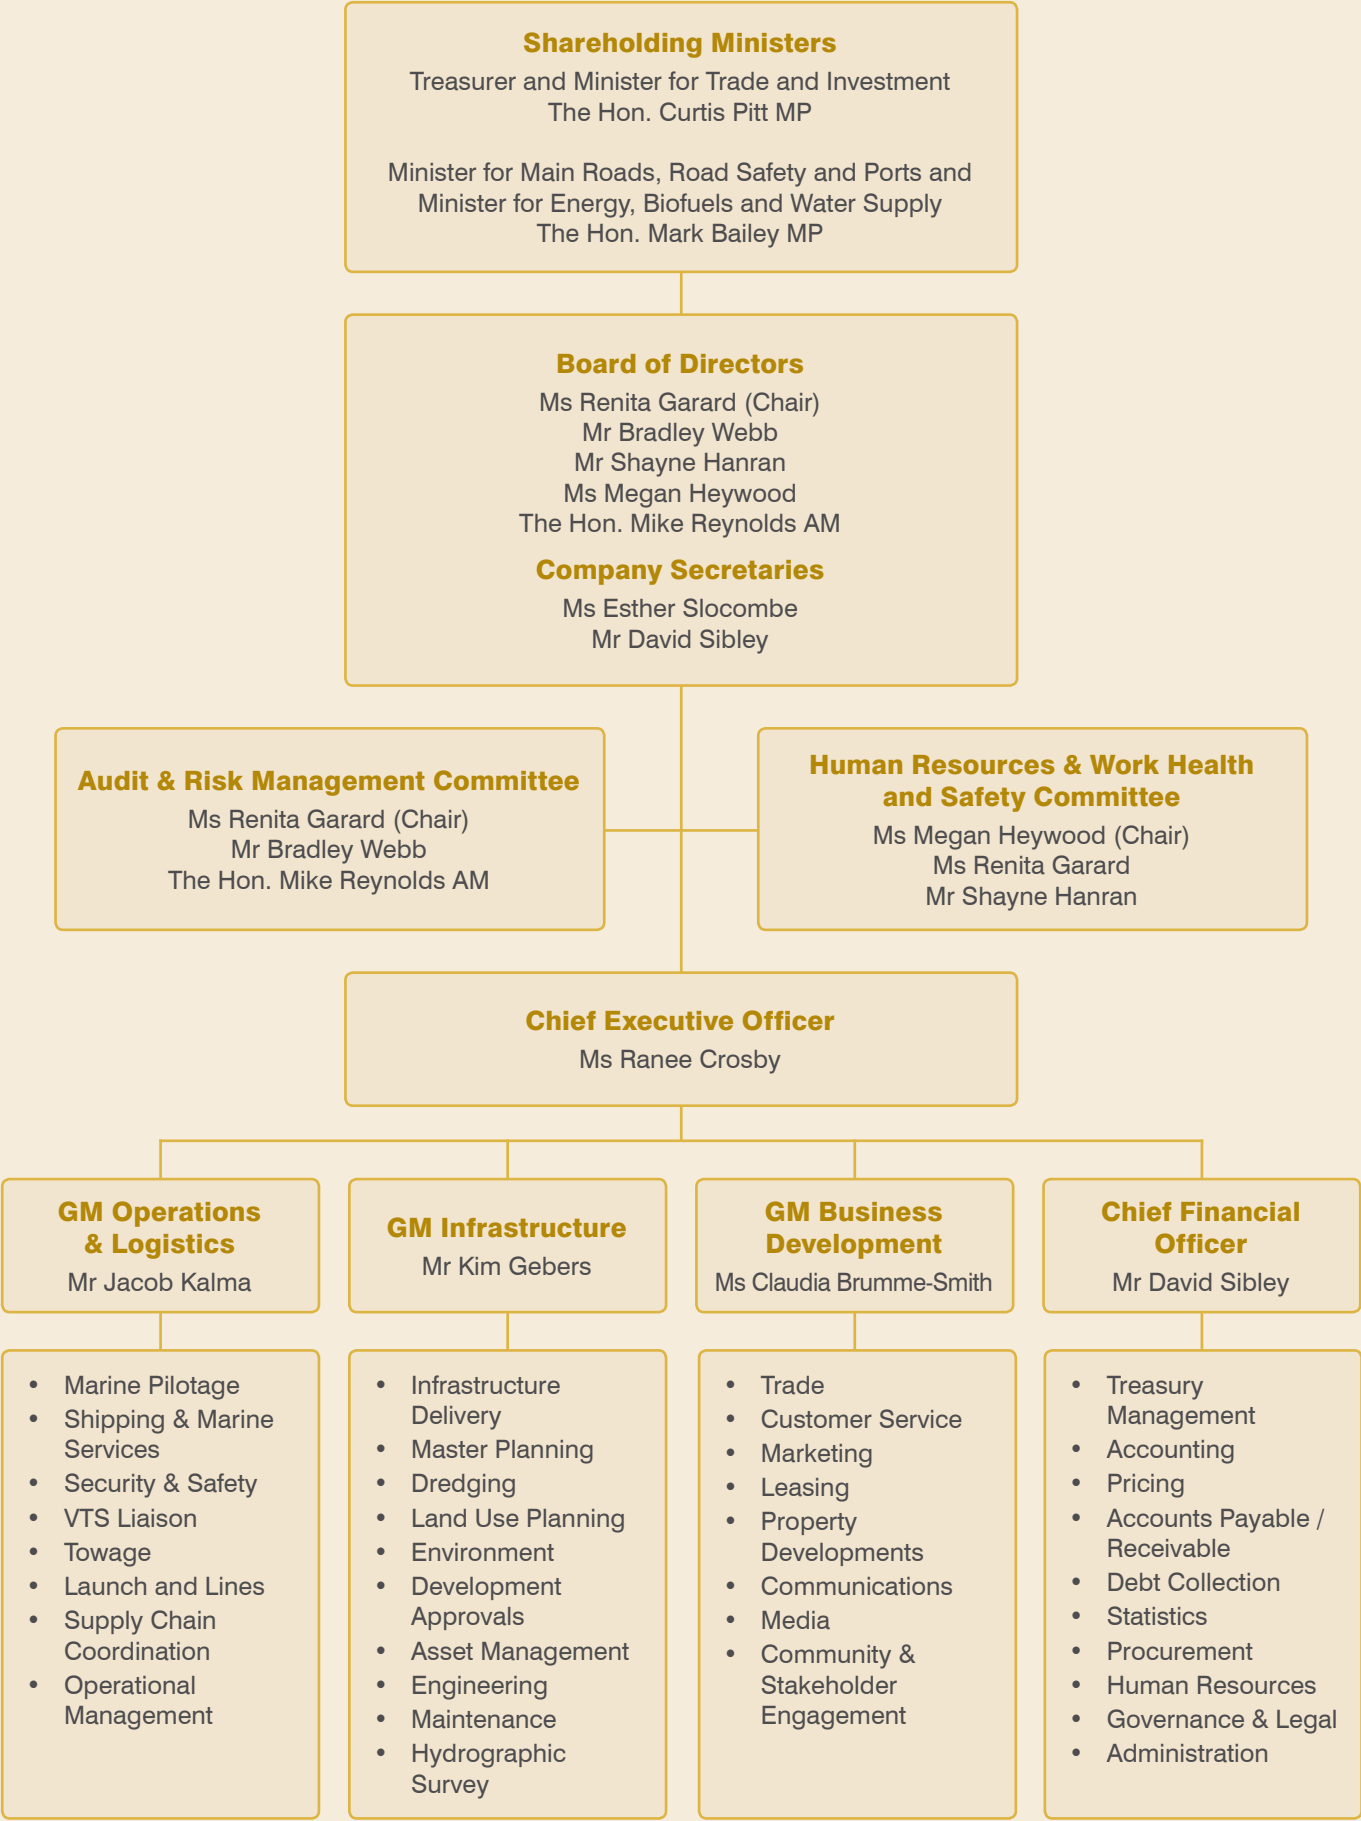 Shareholding Ministers
Treasurer and Minister for Trade and Investment
The Hon. Curtis Pitt MP
Minister for Main Roads, Road Safety and Ports and
Minister for Energy, Biofuels and Water Supply
The Hon. Mark Bailey MP
Board of Directors
Ms Renita Garard (Chair)
Mr Bradley Webb
Mr Shayne Hanran
Ms Megan Heywood
The Hon. Mike Reynolds AM
Company Secretaries
Ms Esther Slocombe
Mr David Sibley
Audit & Risk Management Committee
Ms Renita Garard (Chair)
Mr Bradley Webb
The Hon. Mike Reynolds AM
Human Resources & Work Health
and Safety Committee
Ms Megan Heywood (Chair)
Ms Renita Garard
Mr Shayne Hanran
Chief Executive Officer
Ms Ranee Crosby
GM Operations
& Logistics
Mr Jacob Kalma
GM Infrastructure
Mr Kim Gebers
GM Business
Development
Ms Claudia Brumme-Smith
Chief Financial
Officer
Mr David Sibley
• Marine Pilotage
• Shipping & Marine
Services
• Security & Safety
• VTS Liaison
• Towage
• Launch and Lines
• Supply Chain
Coordination
• Operational
Management
• Infrastructure
Delivery
• Master Planning
• Dredging
• Land Use Planning
• Environment
• Development
Approvals
• Asset Management
• Engineering
• Maintenance
• Hydrographic
Survey
• Trade
• Customer Service
• Marketing
• Leasing
• Property
Developments
• Communications
• Media
• Community &
Stakeholder
Engagement
• Treasury
Management
• Accounting
• Pricing
• Accounts Payable /
Receivable
• Debt Collection
• Statistics
• Procurement
• Human Resources
• Governance & Legal
• Administration